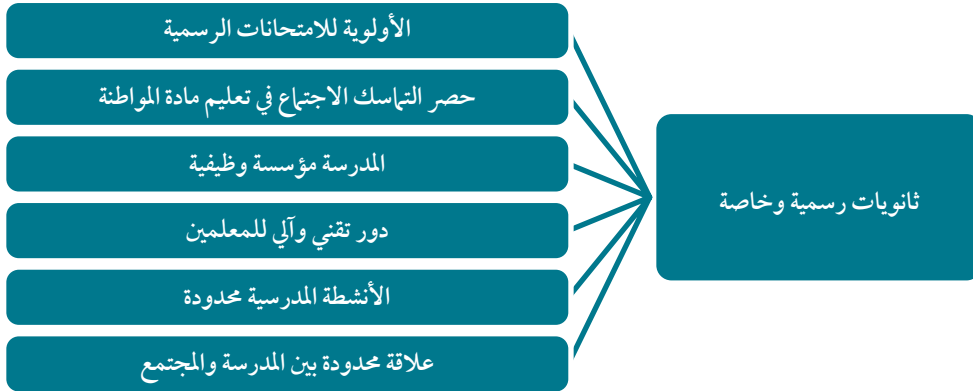 ثانويات رسمية وخاصة
الأولوية للامتحانات الرسمية
حصر التماسك الاجتماع في تعليم مادة المواطنة
المدرسة مؤسسة وظيفية
دور تقني وآلي للمعلمين
الأنشطة المدرسية محدودة
علاقة محدودة بين المدرسة والمجتمع